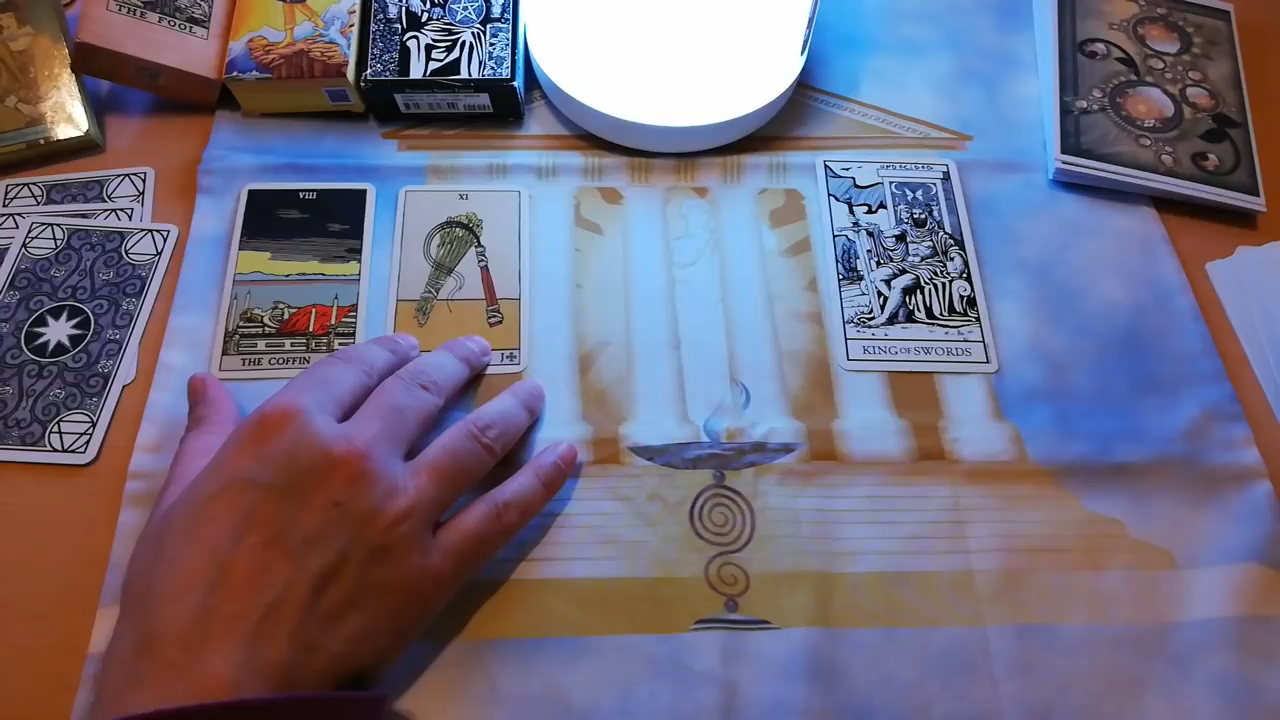 THE FOOL.
VIII
THE COFFIN
XI
J♣
UNDECIDED
KING OF SWORDS